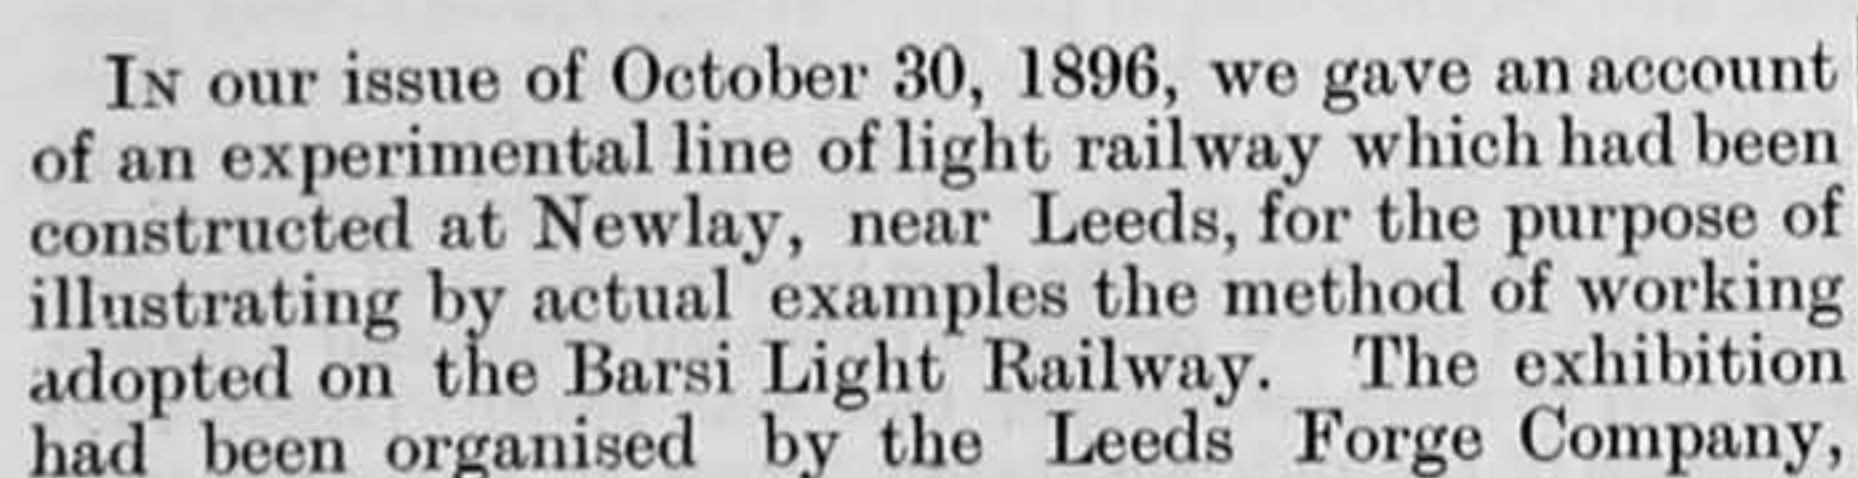 In our issue of October 30, 1896, we gave an account
of an experimental line of light railway which had been
constructed at Newlay, near Leeds, for the purpose of
illustrating by actual examples the method of working
adopted on the Barsi Light Railway. The exhibition
had been organised by the Leeds Forge Company,